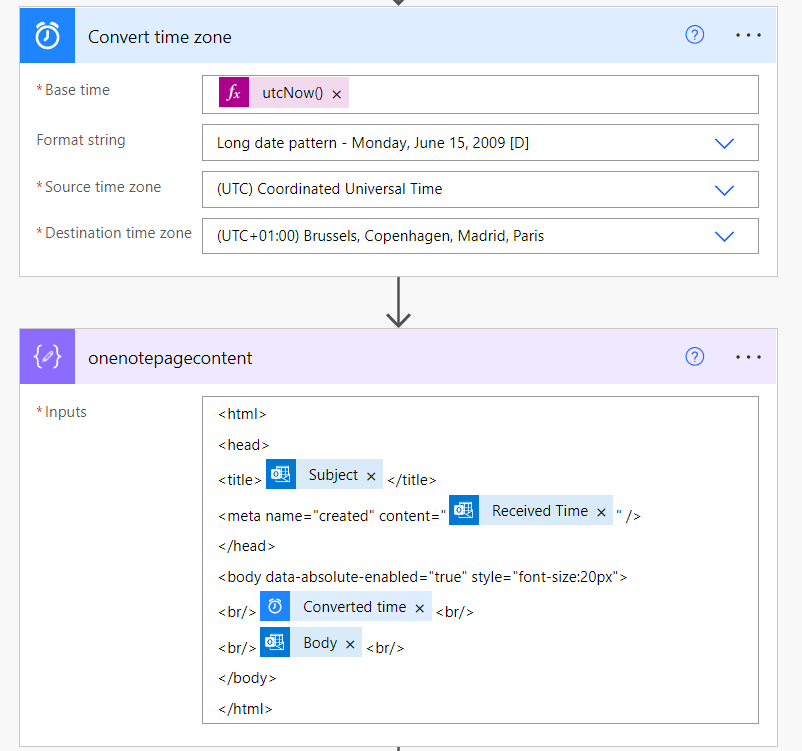 Convert time zone
* Base time
fx utcNow() ×
Format string
Long date pattern - Monday, June 15, 2009 [D]
* Source time zone
(UTC) Coordinated Universal Time
* Destination time zone
(UTC+01:00) Brussels, Copenhagen, Madrid, Paris
onenotepagecontent
* Inputs
<html>
<head>
<title> Subject × </title>
<meta name="created" content=" Received Time × " />
</head>
<body data-absolute-enabled="true" style="font-size:20px">
<br/> Converted time × <br/>
<br/> Body × <br/>
</body>
</html>